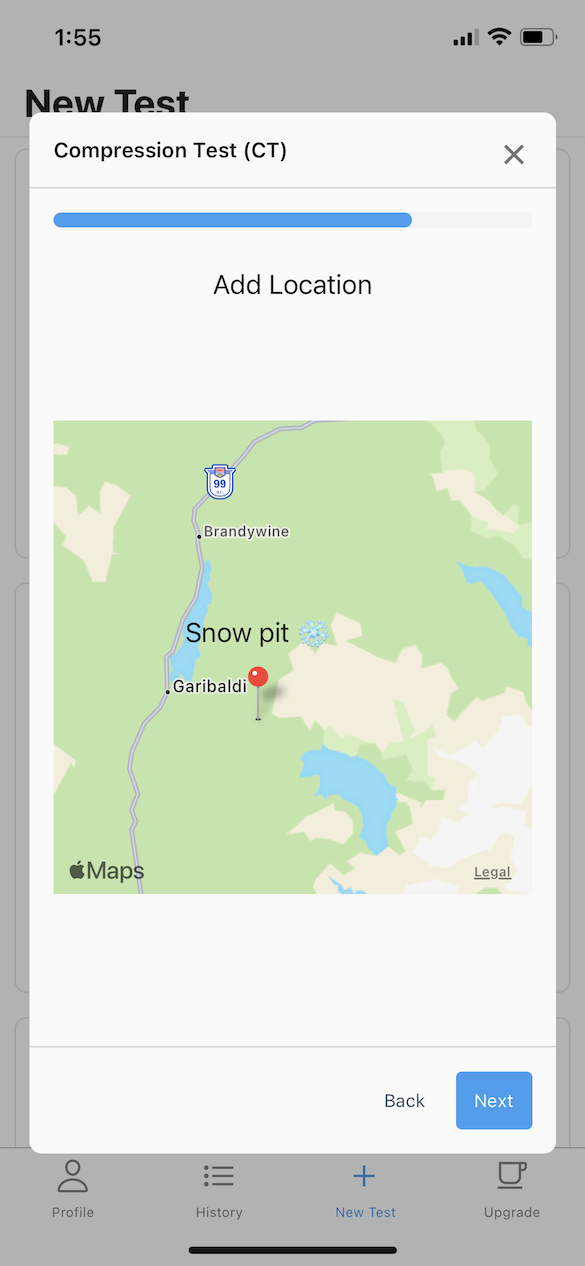 1:55
New Test
Compression Test (CT)
Add Location
99
Brandywine
Snow pit
Garibaldi
Maps
Legal
Back
Next
Profile
History
New Test
Upgrade